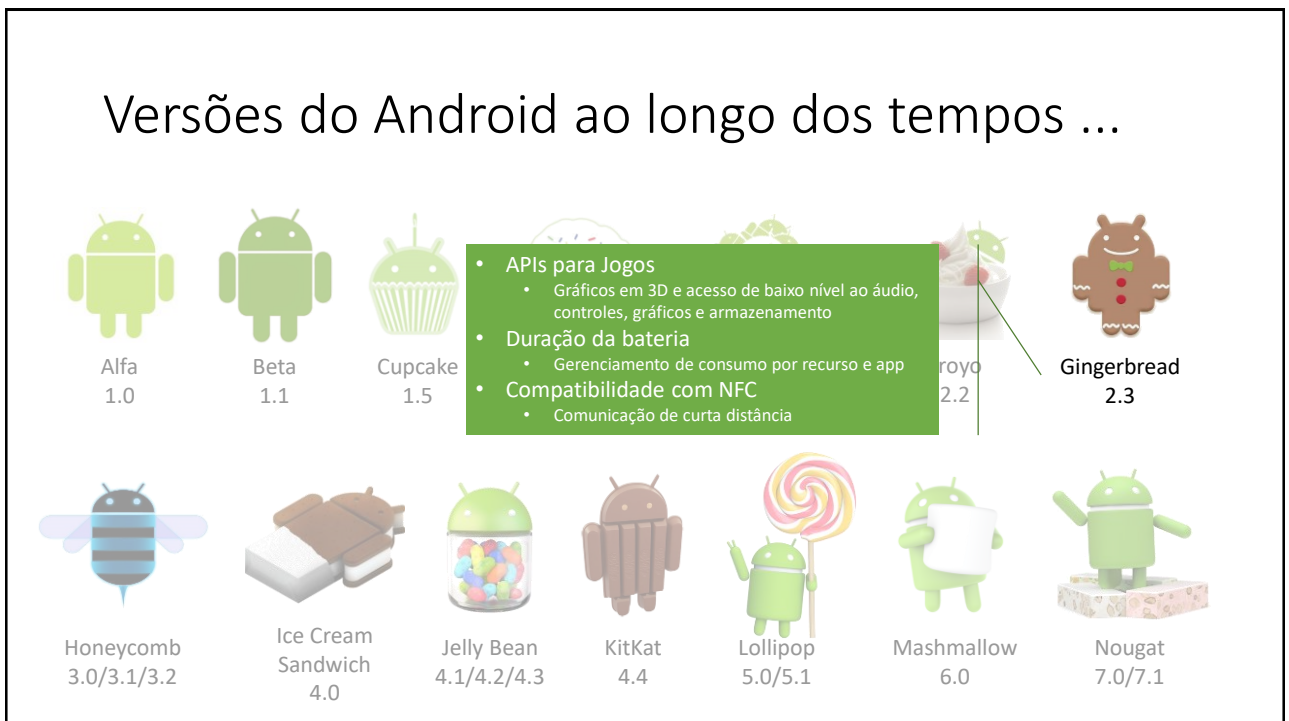 Versões do Android ao longo dos tempos ...
• APIs para Jogos
• Gráficos em 3D e acesso de baixo nível ao áudio,
controles, gráficos e armazenamento
• Duração da bateria
• Gerenciamento de consumo por recurso e app
• Compatibilidade com NFC
• Comunicação de curta distância
Alfa
1.0
Beta
1.1
Cupcake
1.5
royo
2.2
Gingerbread
2.3
Honeycomb
3.0/3.1/3.2
Ice Cream
Sandwich
4.0
Jelly Bean
4.1/4.2/4.3
KitKat
4.4
Lollipop
5.0/5.1
Mashmallow
6.0
Nougat
7.0/7.1